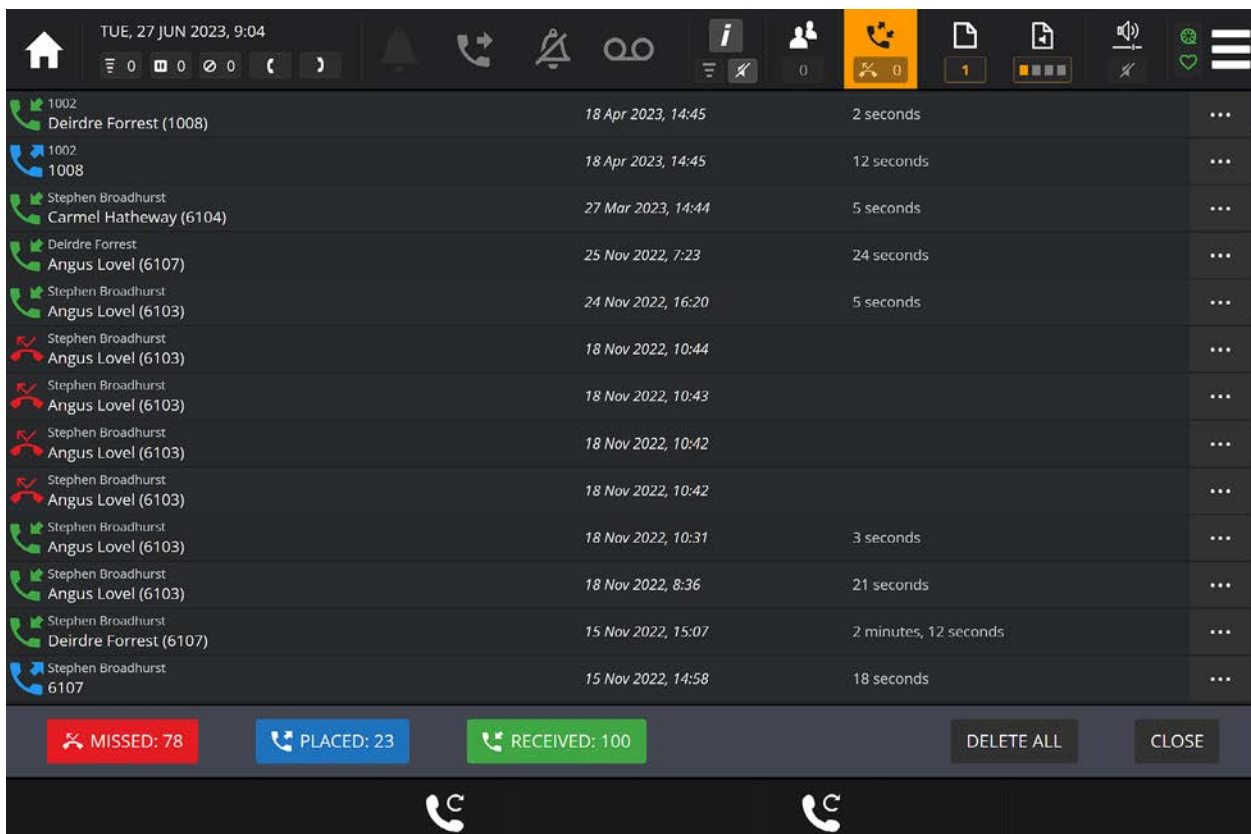 TUE, 27 JUN 2023, 9:04
0 0 0
i
0
0
1
1002
Deirdre Forrest (1008) 18 Apr 2023, 14:45 2 seconds ...
1002
1008 18 Apr 2023, 14:45 12 seconds ...
Stephen Broadhurst
Carmel Hatheway (6104) 27 Mar 2023, 14:44 5 seconds ...
Deirdre Forrest
Angus Lovel (6107) 25 Nov 2022, 7:23 24 seconds ...
Stephen Broadhurst
Angus Lovel (6103) 24 Nov 2022, 16:20 5 seconds ...
Stephen Broadhurst
Angus Lovel (6103) 18 Nov 2022, 10:44 ...
Stephen Broadhurst
Angus Lovel (6103) 18 Nov 2022, 10:43 ...
Stephen Broadhurst
Angus Lovel (6103) 18 Nov 2022, 10:42 ...
Stephen Broadhurst
Angus Lovel (6103) 18 Nov 2022, 10:42 ...
Stephen Broadhurst
Angus Lovel (6103) 18 Nov 2022, 10:31 3 seconds ...
Stephen Broadhurst
Angus Lovel (6103) 18 Nov 2022, 8:36 21 seconds ...
Stephen Broadhurst
Deirdre Forrest (6107) 15 Nov 2022, 15:07 2 minutes, 12 seconds ...
Stephen Broadhurst
6107 15 Nov 2022, 14:58 18 seconds ...
MISSED: 78 PLACED: 23 RECEIVED: 100 DELETE ALL CLOSE